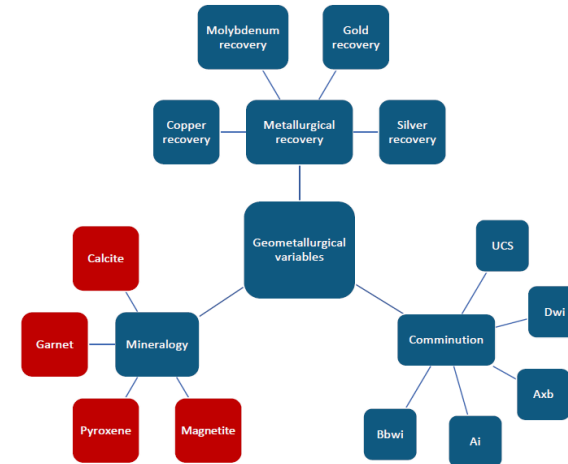 Molybdenum
recovery
Gold
recovery
Copper
recovery
Metallurgical
recovery
Silver
recovery
Geometallurgical
variables
Calcite
UCS
Garnet
Mineralogy
Comminution
Dwi
Pyroxene
Magnetite
Bbwi
Ai
Axb